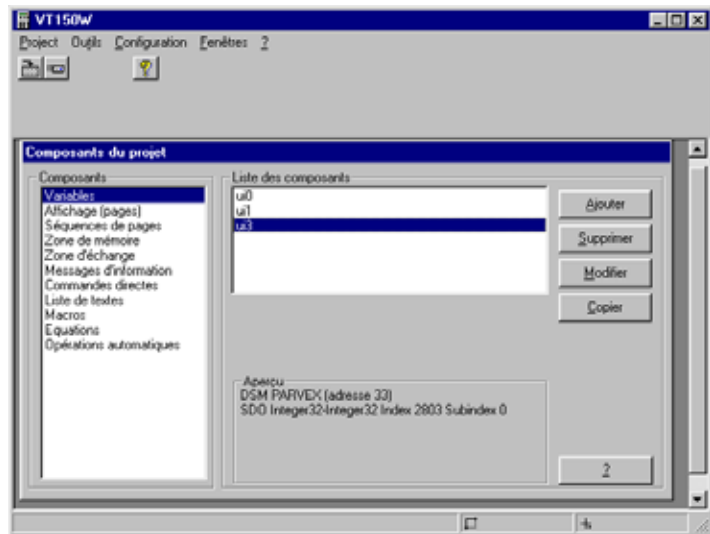 VT150W
Project Outils Configuration Fenêtres ?
Composants du projet
Composants
Variables
Affichage (pages)
Séquences de pages
Zone de mémoire
Zone d'échange
Messages d'information
Commandes directes
Liste de textes
Macros
Equations
Opérations automatiques
Liste des composants
ui0
ui1
ui3
Ajouter
Supprimer
Modifier
Copier
Aperçu
DSM PARVEX (adresse 33)
SDO Integer32-Integer32 Index 2803 Subindex 0
?